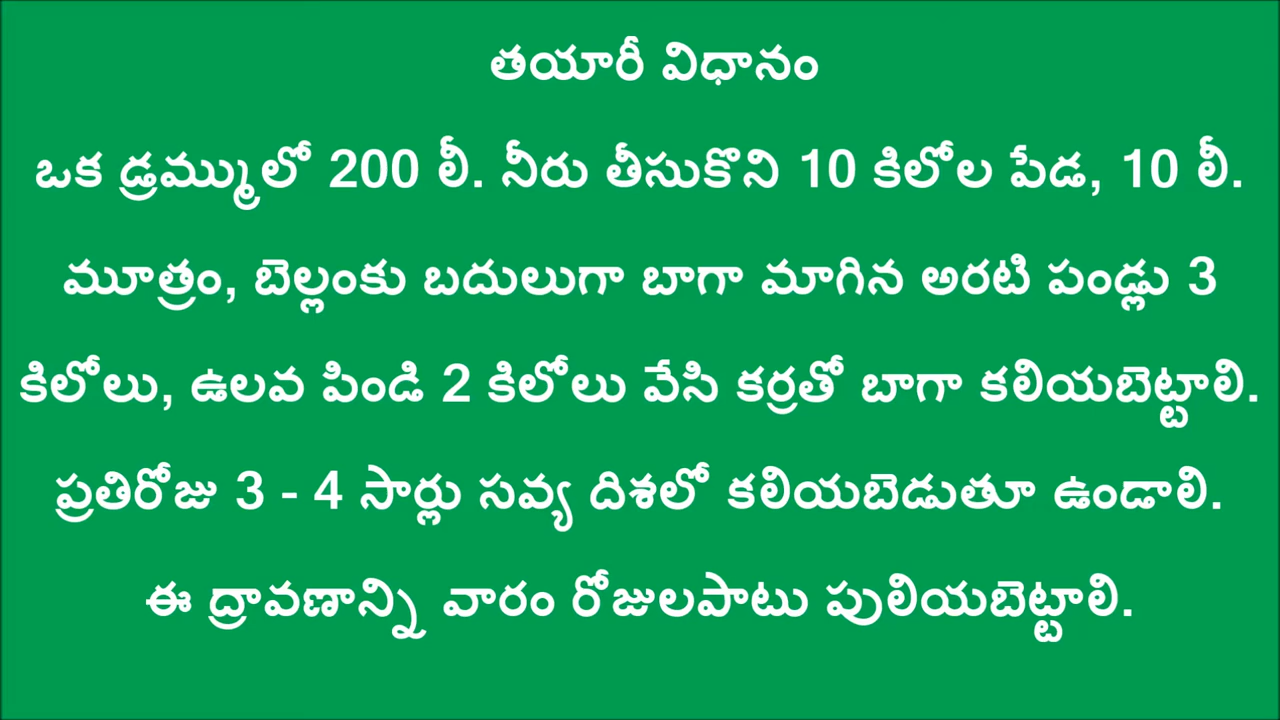 తయారీ విధానం
ఒక డ్రమ్ములో 200 లీ. నీరు తీసుకొని 10 కిలోల పేడ, 10 లీ.
మూత్రం, బెల్లంకు బదులుగా బాగా మాగిన అరటి పండ్లు 3
కిలోలు, ఉలవ పిండి 2 కిలోలు వేసి కర్రతో బాగా కలియబెట్టాలి.
ప్రతిరోజు 3 - 4 సార్లు సవ్య దిశలో కలియబెడుతూ ఉండాలి.
ఈ ద్రావణాన్ని వారం రోజులపాటు పులియబెట్టాలి.